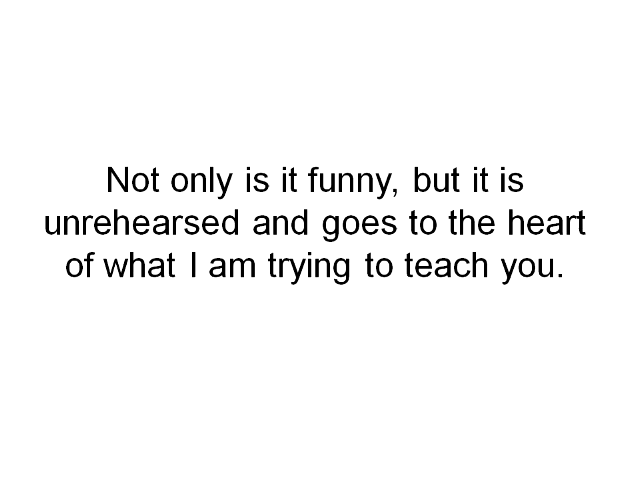 Not only is it funny, but it is
unrehearsed and goes to the heart
of what I am trying to teach you.